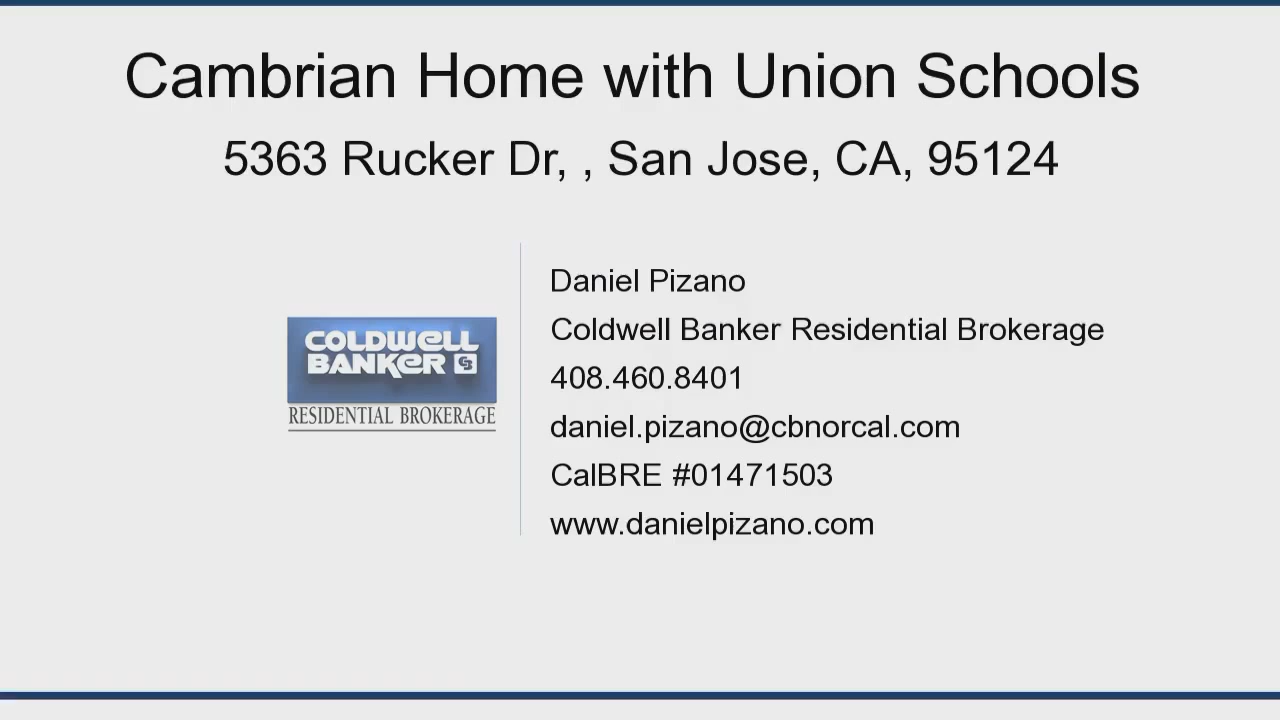 Cambrian Home with Union Schools
5363 Rucker Dr, , San Jose, CA, 95124
COLDWELL
BANKER CB
RESIDENTIAL BROKERAGE
Daniel Pizano
Coldwell Banker Residential Brokerage
408.460.8401
daniel.pizano@cbnorcal.com
CalBRE #01471503
www.danielpizano.com